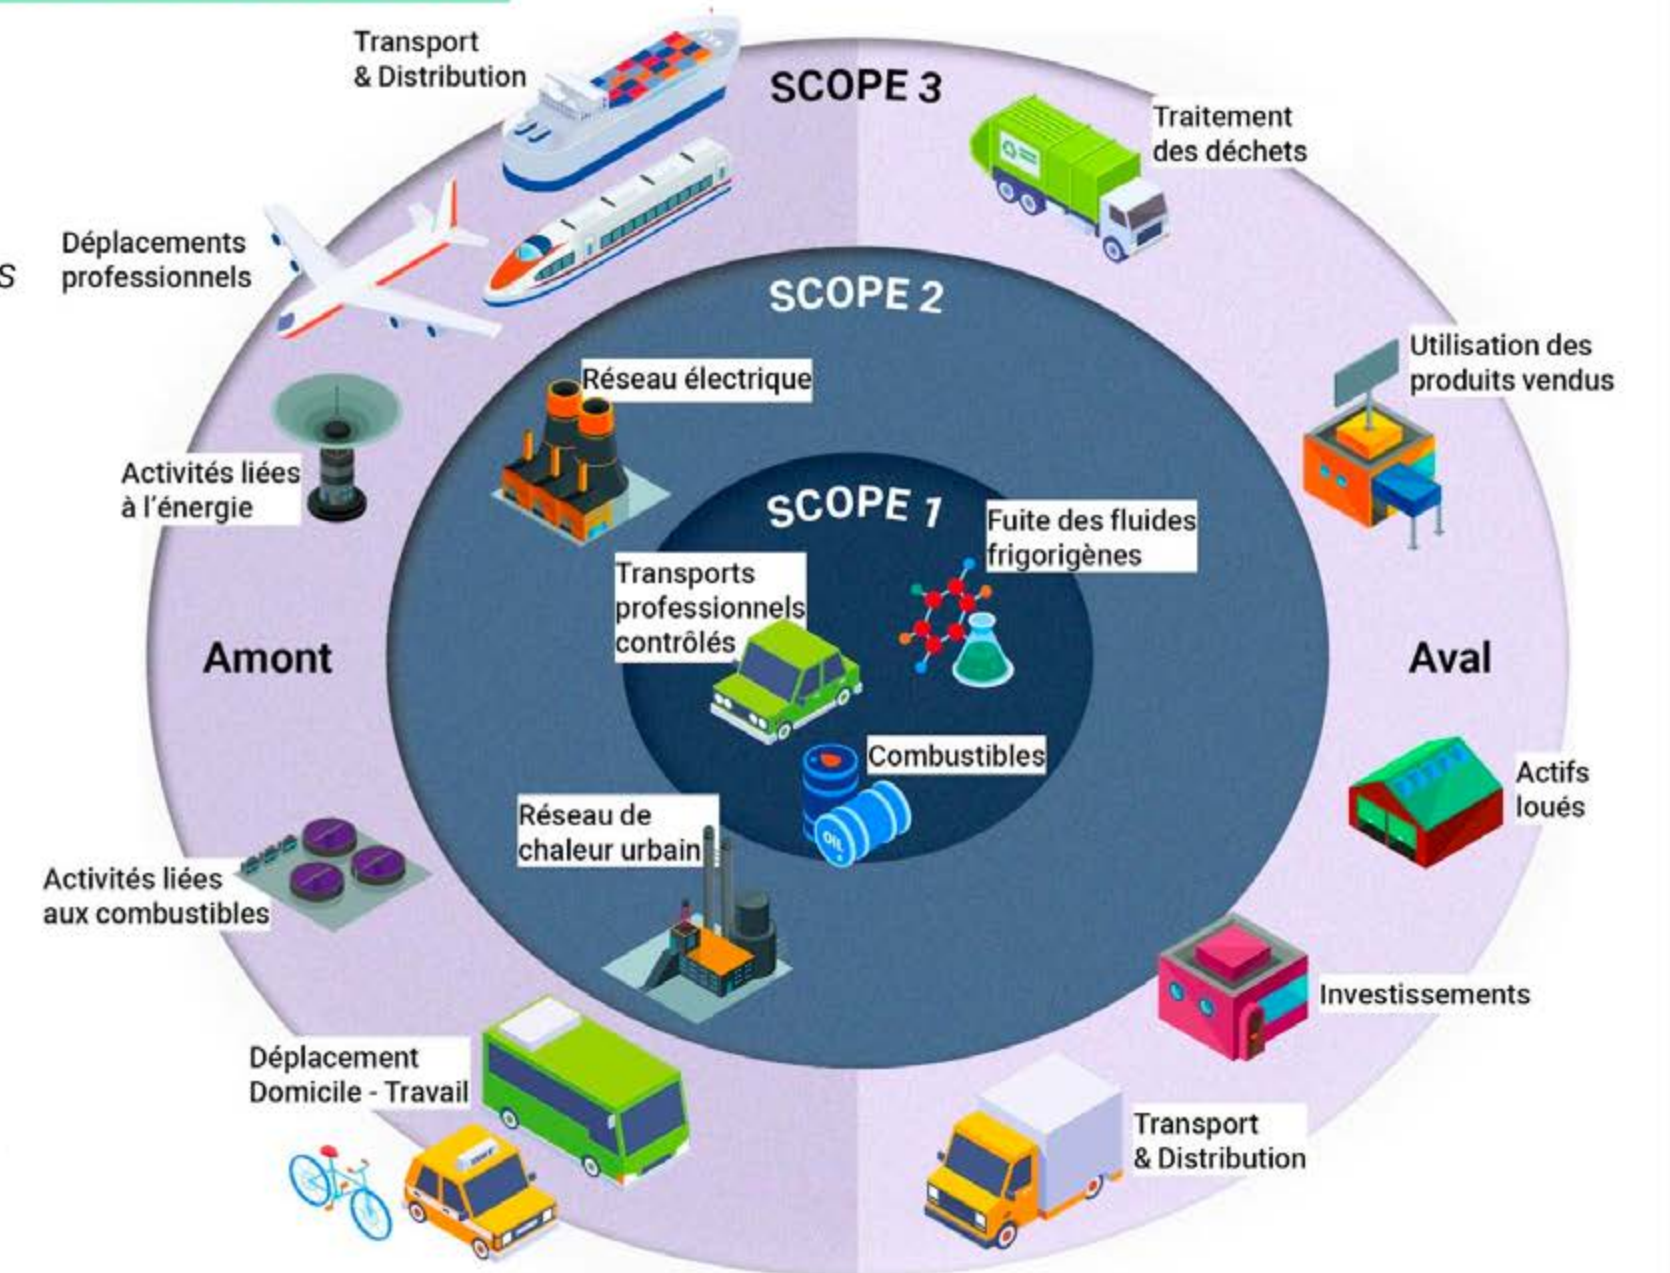 Transport
& Distribution
SCOPE 3
Traitement
des déchets
Déplacements
professionnels
s
SCOPE 2
Utilisation des
produits vendus
Réseau électrique
Activités liées
à l'énergie
SCOPE 1
Fuite des fluides
frigorigènes
Transports
professionnels
contrôlés
Amont
Aval
Combustibles
OIL
Actifs
loués
Réseau de
chaleur urbain
Activités liées
aux combustibles
Investissements
Déplacement
Domicile - Travail
Transport
& Distribution